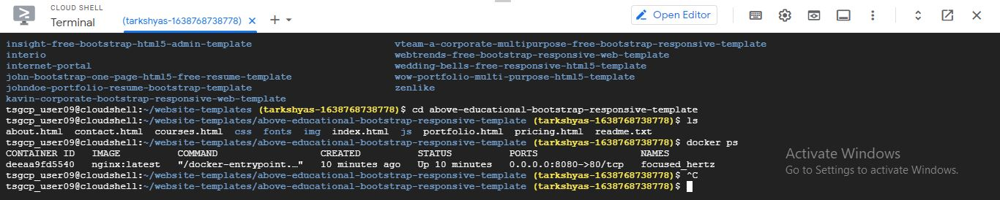 CLOUD SHELL
Terminal
(tarkshyas-1638768738778)
Open Editor
insight-free-bootstrap-html5-admin-template vteam-a-corporate-multipurpose-free-bootstrap-responsive-template
interio webtrends-free-bootstrap-responsive-web-template
internet-portal wedding-bells-free-responsive-html5-template
john-bootstrap-one-page-html5-free-resume-template wow-portfolio-multi-purpose-html5-template
johndoe-portfolio-resume-bootstrap-template zenlike
kavin-corporate-bootstrap-responsive-web-template
tsgcp_user09@cloudshell:~/website-templates (tarkshyas-1638768738778)$ cd above-educational-bootstrap-responsive-template
tsgcp_user09@cloudshell:~/website-templates/above-educational-bootstrap-responsive-template (tarkshyas-1638768738778)$ ls
about.html contact.html courses.html css fonts img index.html js portfolio.html pricing.html readme.txt
tsgcp_user09@cloudshell:~/website-templates/above-educational-bootstrap-responsive-template (tarkshyas-1638768738778)$ docker ps
CONTAINER ID IMAGE COMMAND CREATED STATUS PORTS NAMES
deeaa9fd5540 nginx:latest "/docker-entrypoint.…" 10 minutes ago Up 10 minutes 0.0.0.0:8080->80/tcp focused_hertz
tsgcp_user09@cloudshell:~/website-templates/above-educational-bootstrap-responsive-template (tarkshyas-1638768738778)$ ^C
tsgcp_user09@cloudshell:~/website-templates/above-educational-bootstrap-responsive-template (tarkshyas-1638768738778)$
Activate Windows
Go to Settings to activate Windows.